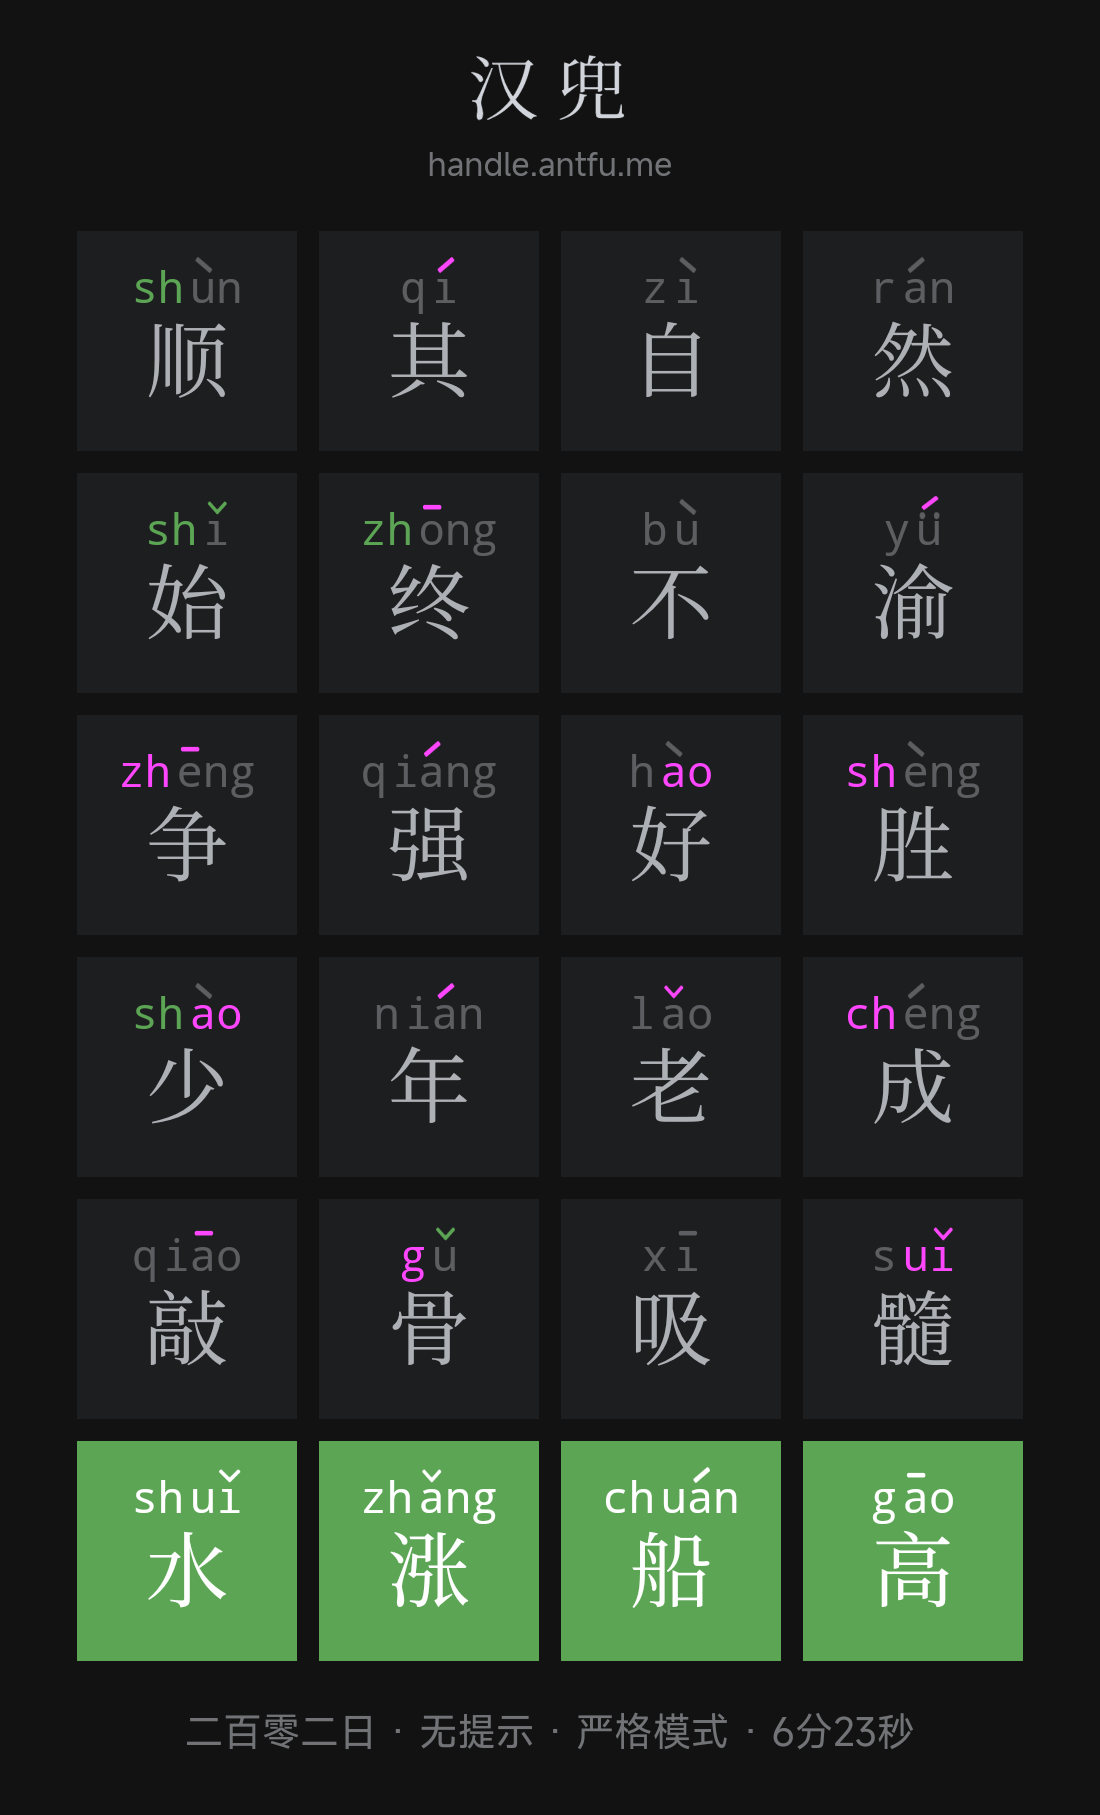 汉兜
handle.antfu.me
shùn qí zì rán
顺 其 自 然
shǐ zhōng bù yǘ
始 终 不 渝
zhēng qiáng hào shèng
争 强 好 胜
shào nián lǎo chéng
少 年 老 成
qiāo gǔ xī suǐ
敲 骨 吸 髓
shuǐ zhǎng chuán gāo
水 涨 船 高
二百零二日 · 无提示 · 严格模式 · 6分23秒